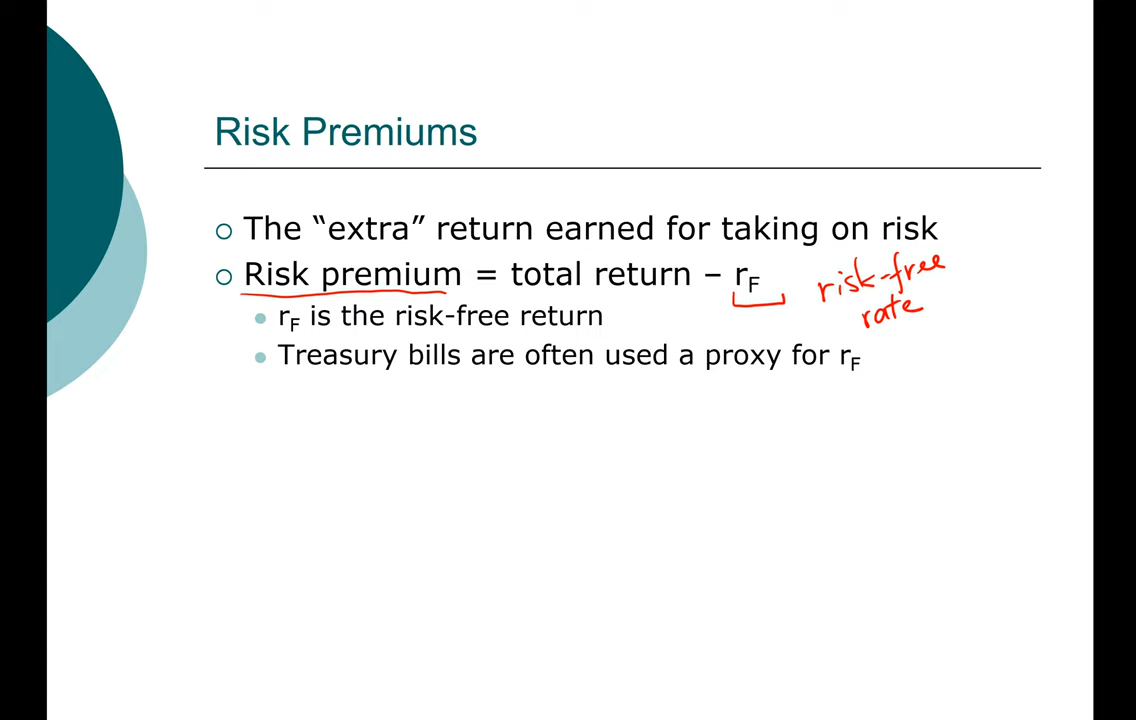 Risk Premiums
The “extra” return earned for taking on risk
Risk premium = total return – rF
risk-free
rate
rF is the risk-free return
Treasury bills are often used a proxy for rF